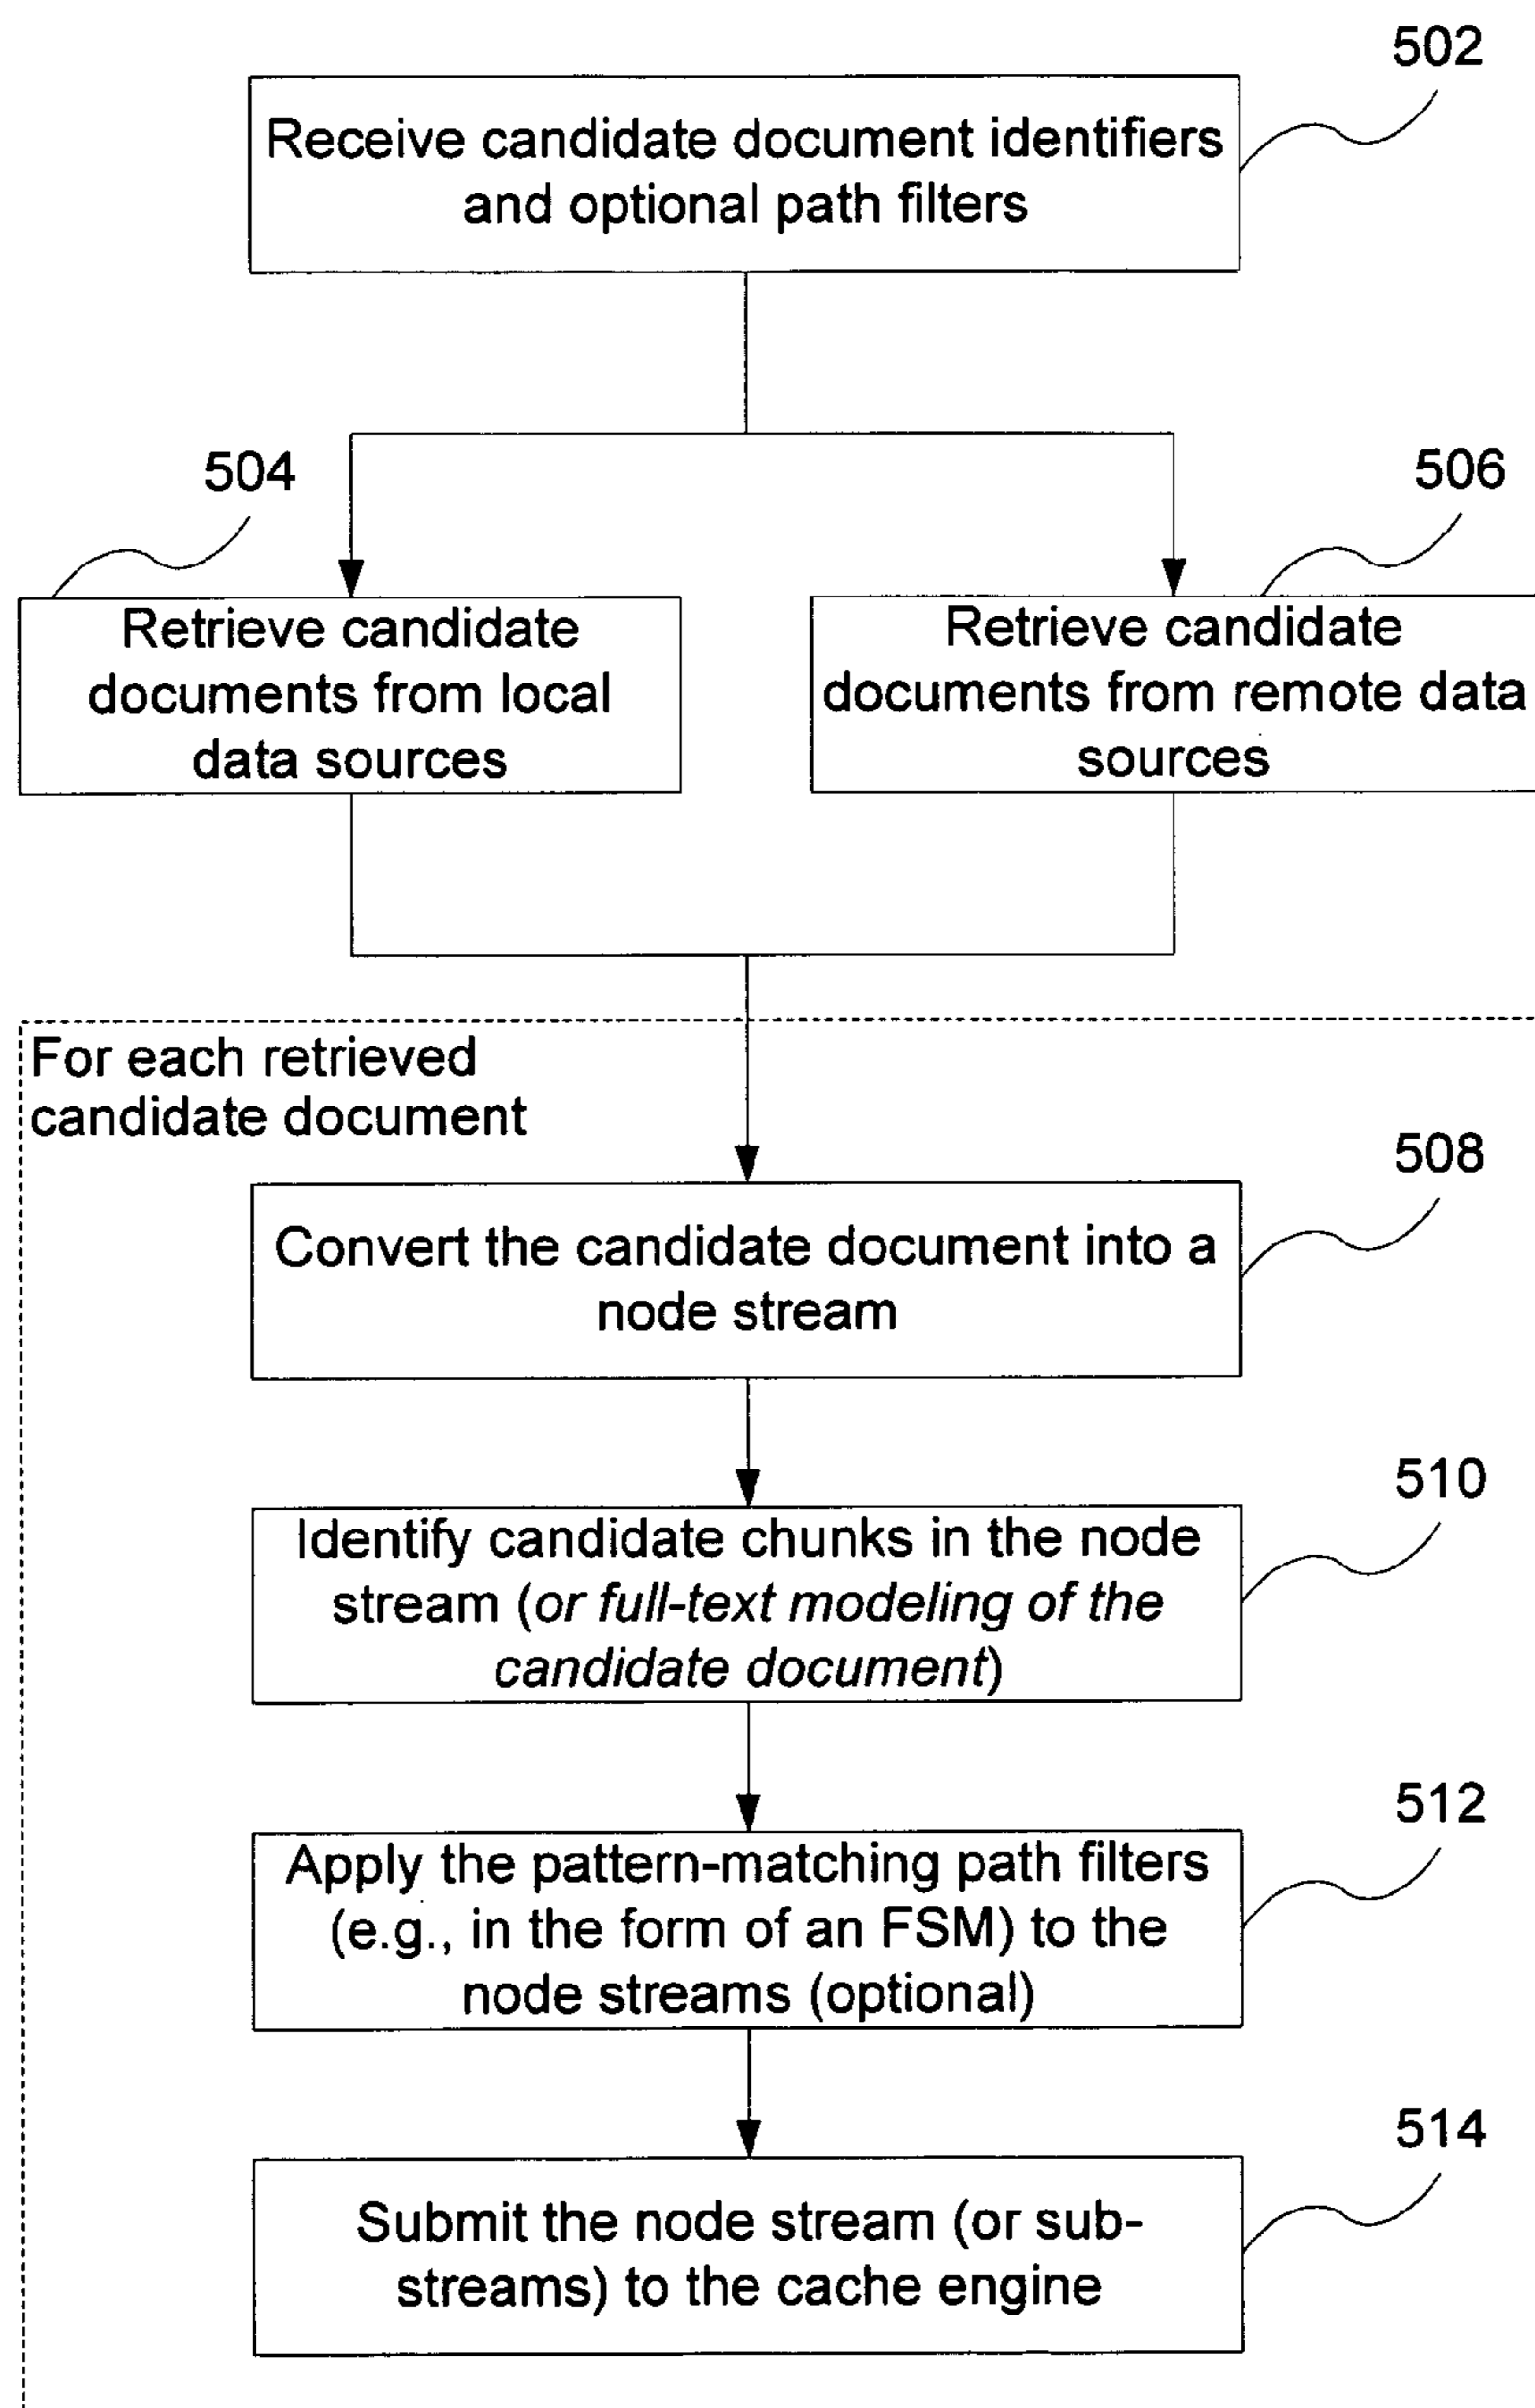 502
Receive candidate document identifiers
and optional path filters
504
506
Retrieve candidate
documents from local
data sources
Retrieve candidate
documents from remote data
sources
For each retrieved
candidate document
508
Convert the candidate document into a
node stream
510
Identify candidate chunks in the node
stream (or full-text modeling of the
candidate document)
512
Apply the pattern-matching path filters
(e.g., in the form of an FSM) to the
node streams (optional)
514
Submit the node stream (or sub-
streams) to the cache engine